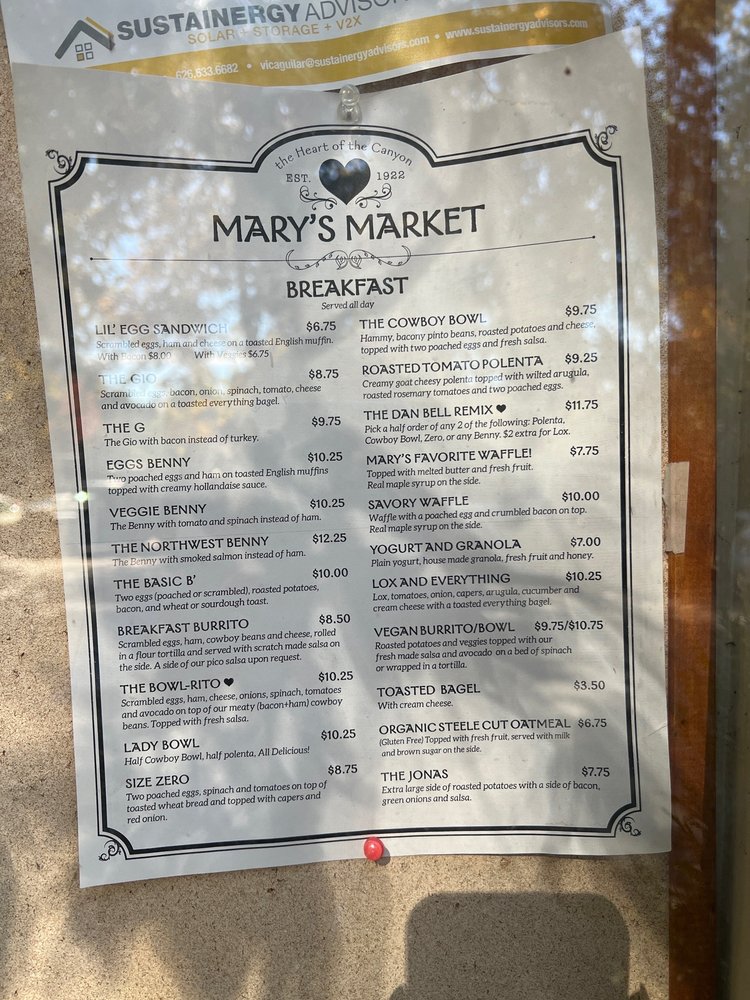 SUSTAINERGY ADVISOR
SOLAR + STORAGE + V2X
626.633.6682 • vicaguilar@sustainergyadvisors.com • www.sustainergyadvisors.com
the Heart of the Canyon
EST. 1922
MARY'S MARKET
BREAKFAST
Served all day
LIL' EGG SANDWICH $6.75
Scrambled eggs, ham and cheese on a toasted English muffin.
With Bacon $8.00 With Veggies $6.75
THE GIO $8.75
Scrambled eggs, bacon, onion, spinach, tomato, cheese
and avocado on a toasted everything bagel.
THE G $9.75
The Gio with bacon instead of turkey.
EGGS BENNY $10.25
Two poached eggs and ham on toasted English muffins
topped with creamy hollandaise sauce.
VEGGIE BENNY $10.25
The Benny with tomato and spinach instead of ham.
THE NORTHWEST BENNY $12.25
The Benny with smoked salmon instead of ham.
THE BASIC B' $10.00
Two eggs (poached or scrambled), roasted potatoes,
bacon, and wheat or sourdough toast.
BREAKFAST BURRITO $8.50
Scrambled eggs, ham, cowboy beans and cheese, rolled
in a flour tortilla and served with scratch made salsa on
the side. A side of our pico salsa upon request.
THE BOWL-RITO ♥ $10.25
Scrambled eggs, ham, cheese, onions, spinach, tomatoes
and avocado on top of our meaty (bacon+ham) cowboy
beans. Topped with fresh salsa.
LADY BOWL $10.25
Half Cowboy Bowl, half polenta, All Delicious!
SIZE ZERO $8.75
Two poached eggs, spinach and tomatoes on top of
toasted wheat bread and topped with capers and
red onion.
THE COWBOY BOWL $9.75
Hammy, bacony pinto beans, roasted potatoes and cheese,
topped with two poached eggs and fresh salsa.
ROASTED TOMATO POLENTA $9.25
Creamy goat cheesy polenta topped with wilted arugula,
roasted rosemary tomatoes and two poached eggs.
THE DAN BELL REMIX ♥ $11.75
Pick a half order of any 2 of the following: Polenta,
Cowboy Bowl, Zero, or any Benny. $2 extra for Lox.
MARY'S FAVORITE WAFFLE! $7.75
Topped with melted butter and fresh fruit.
Real maple syrup on the side.
SAVORY WAFFLE $10.00
Waffle with a poached egg and crumbled bacon on top.
Real maple syrup on the side.
YOGURT AND GRANOLA $7.00
Plain yogurt, house made granola, fresh fruit and honey.
LOX AND EVERYTHING $10.25
Lox, tomatoes, onion, capers, arugula, cucumber and
cream cheese with a toasted everything bagel.
VEGAN BURRITO/BOWL $9.75/$10.75
Roasted potatoes and veggies topped with our
fresh made salsa and avocado on a bed of spinach
or wrapped in a tortilla.
TOASTED BAGEL $3.50
With cream cheese.
ORGANIC STEELE CUT OATMEAL $6.75
(Gluten Free) Topped with fresh fruit, served with milk
and brown sugar on the side.
THE JONAS $7.75
Extra large side of roasted potatoes with a side of bacon,
green onions and salsa.